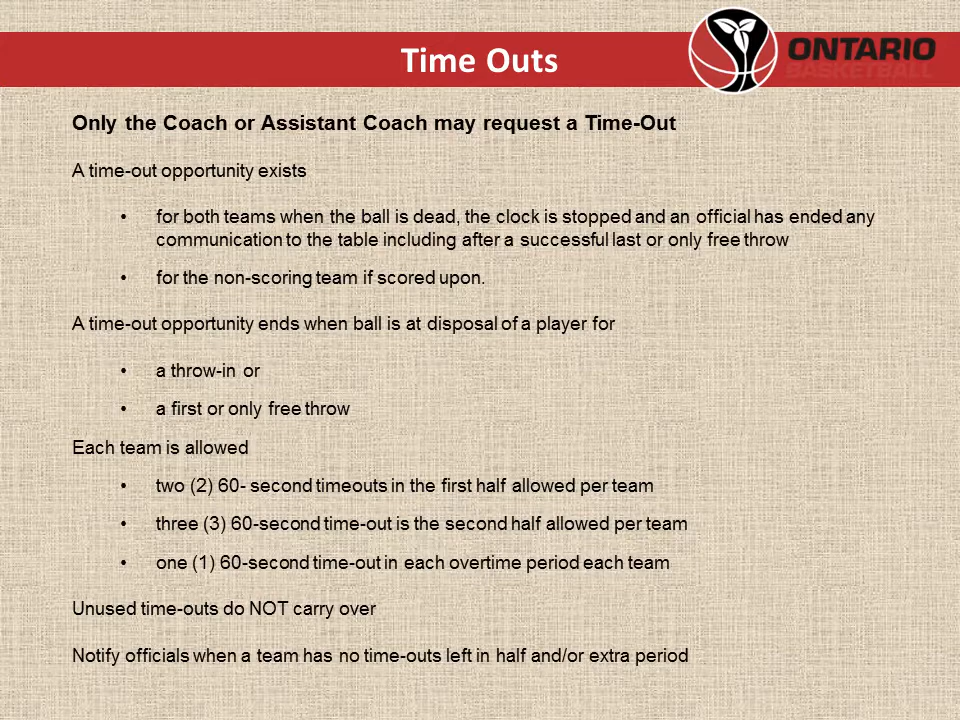 Time Outs
ONTARIO
BASKETBALL
Only the Coach or Assistant Coach may request a Time-Out
A time-out opportunity exists
• for both teams when the ball is dead, the clock is stopped and an official has ended any
communication to the table including after a successful last or only free throw
• for the non-scoring team if scored upon.
A time-out opportunity ends when ball is at disposal of a player for
• a throw-in or
• a first or only free throw
Each team is allowed
• two (2) 60- second timeouts in the first half allowed per team
• three (3) 60-second time-out is the second half allowed per team
• one (1) 60-second time-out in each overtime period each team
Unused time-outs do NOT carry over
Notify officials when a team has no time-outs left in half and/or extra period